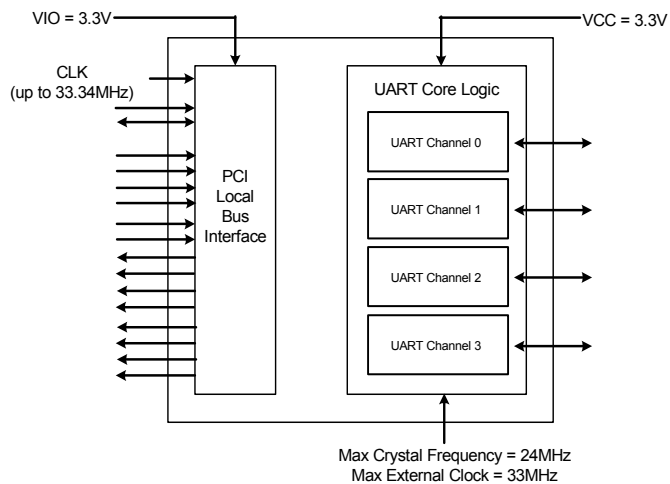 VIO = 3.3V
VCC = 3.3V
CLK
(up to 33.34MHz)
PCI
Local
Bus
Interface
UART Core Logic
UART Channel 0
UART Channel 1
UART Channel 2
UART Channel 3
Max Crystal Frequency = 24MHz
Max External Clock = 33MHz